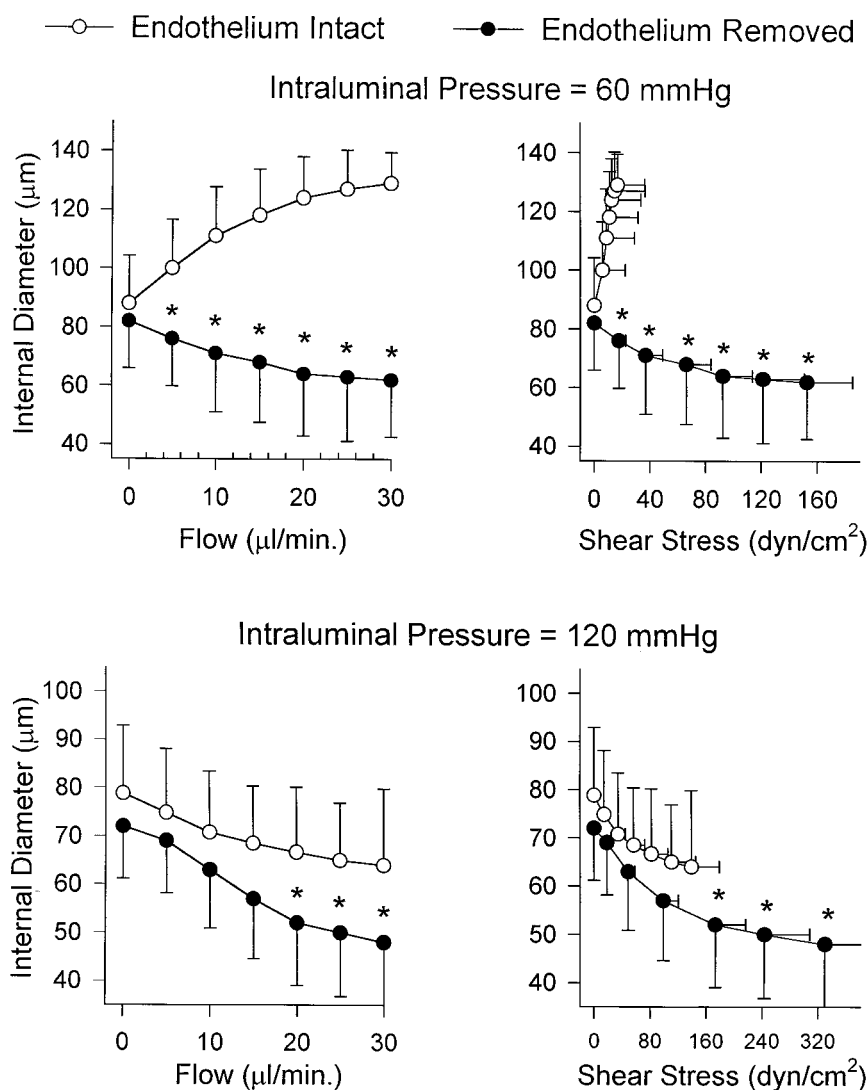 Endothelium Intact
Endothelium Removed
Intraluminal Pressure = 60 mmHg
Internal Diameter (μm)
140
120
100
80
60
40
* * * * * *
0 10 20 30
Flow (μl/min.)
140
120
100
80
60
40
* * * * * *
0 40 80 120 160
Shear Stress (dyn/cm²)
Intraluminal Pressure = 120 mmHg
Internal Diameter (μm)
100
90
80
70
60
50
40
* * *
0 10 20 30
Flow (μl/min.)
100
90
80
70
60
50
40
* * *
0 80 160 240 320
Shear Stress (dyn/cm²)